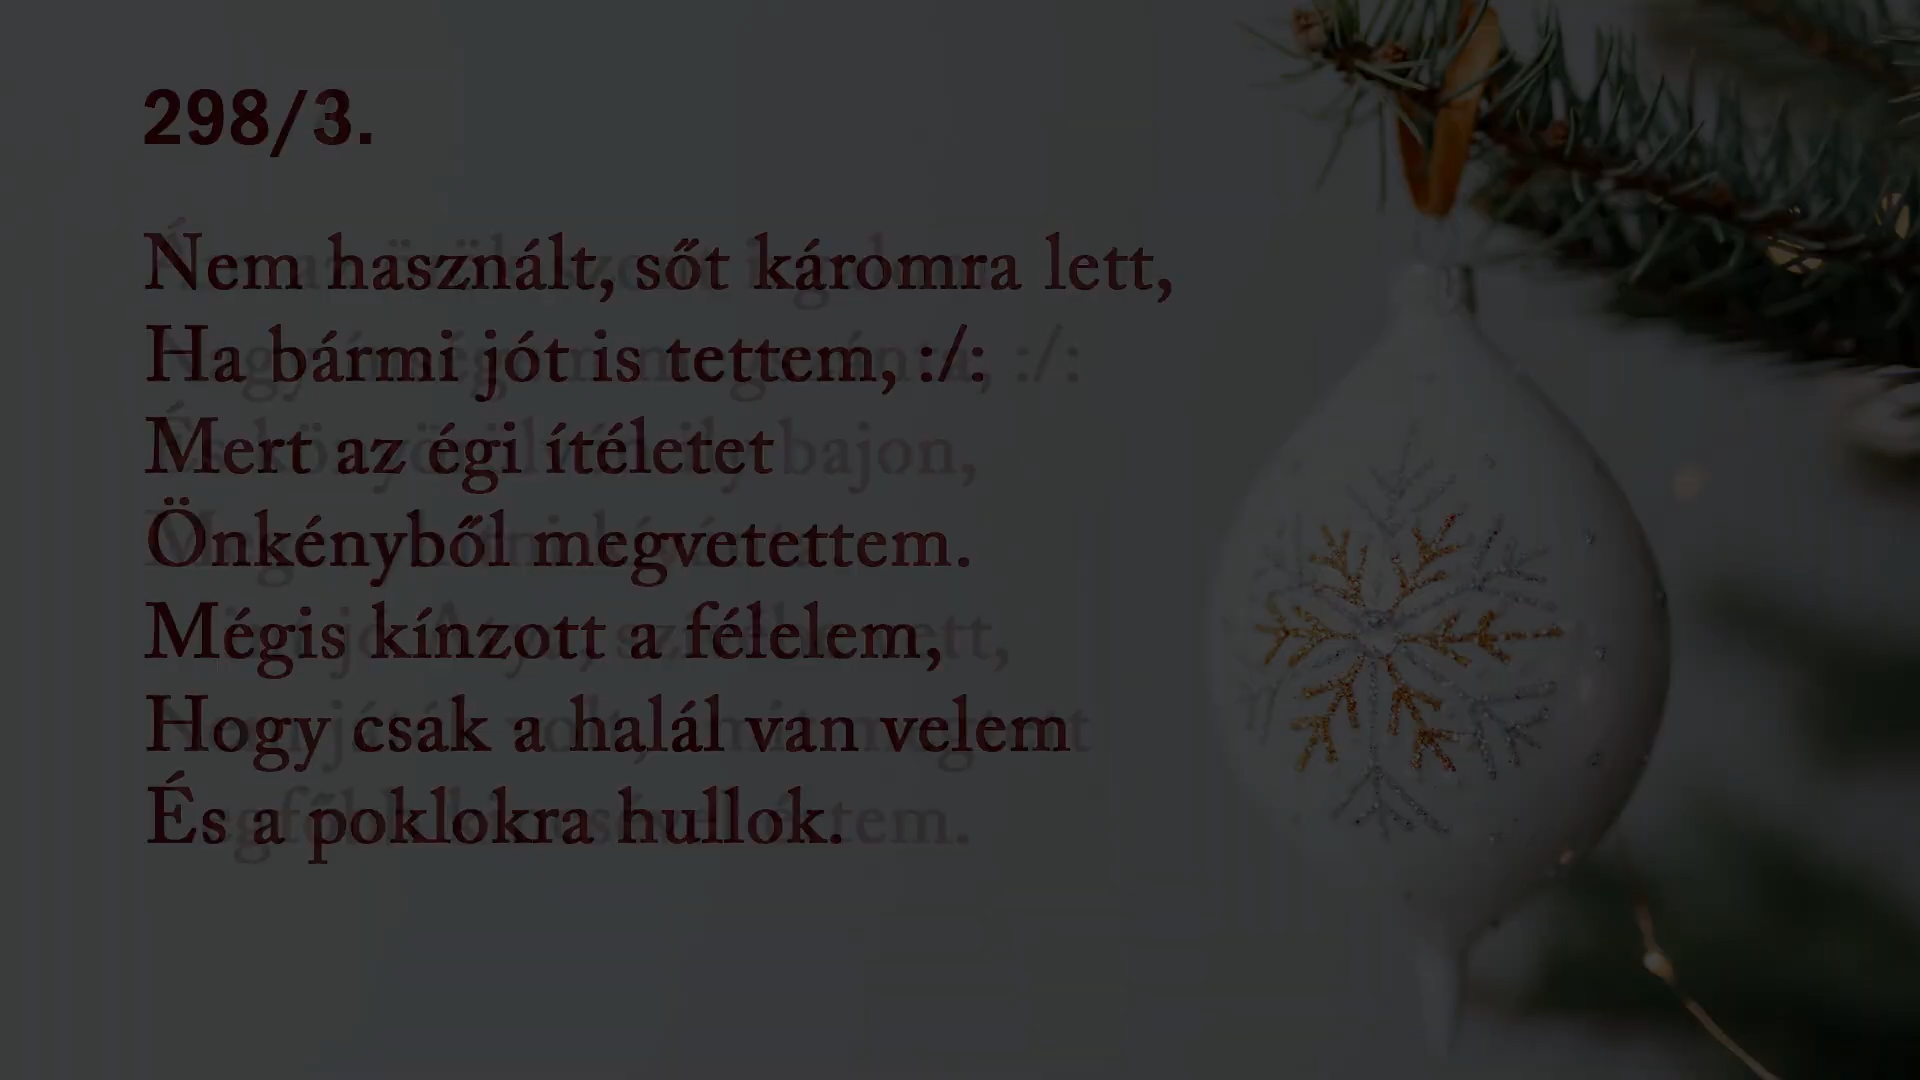 298/3.
Nem használt, sőt káromra lett,
Ha bármi jót is tettem, :/:
Mert az égi ítéletet
Önkényből megvetettem.
Mégis kínzott a félelem,
Hogy csak a halál van velem
És a poklokra hullok.